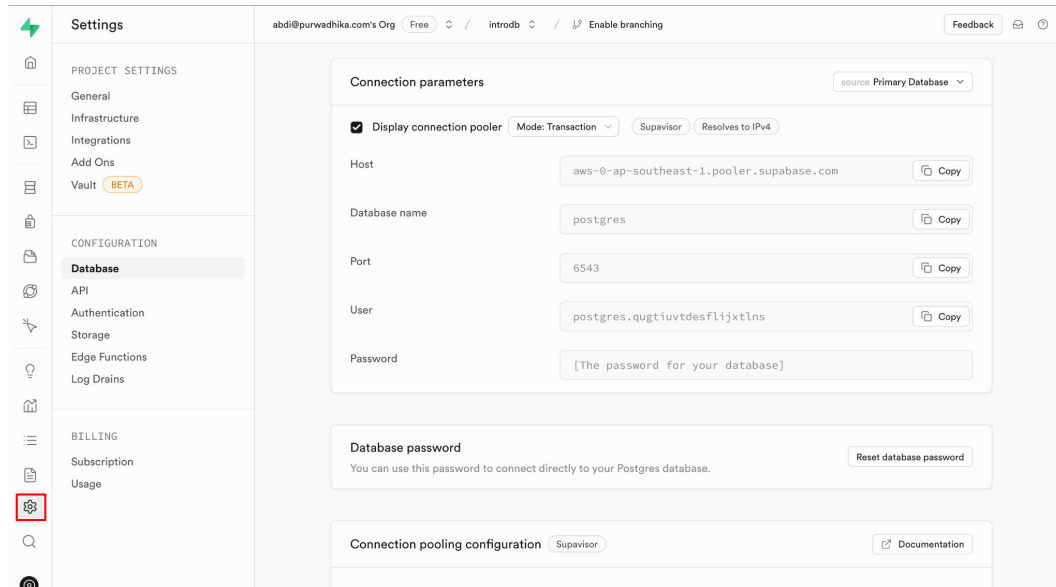 Settings
abdi@purwadhika.com's Org Free / introdb / Enable branching
Feedback
PROJECT SETTINGS
General
Infrastructure
Integrations
Add Ons
Vault BETA
CONFIGURATION
Database
API
Authentication
Storage
Edge Functions
Log Drains
BILLING
Subscription
Usage
Connection parameters
source Primary Database
Display connection pooler Mode: Transaction Supavisor Resolves to IPv4
Host
aws-0-ap-southeast-1.pooler.supabase.com Copy
Database name
postgres Copy
Port
6543 Copy
User
postgres.qugtiuvtdesflijxtlns Copy
Password
[The password for your database]
Database password
You can use this password to connect directly to your Postgres database.
Reset database password
Connection pooling configuration Supavisor
Documentation